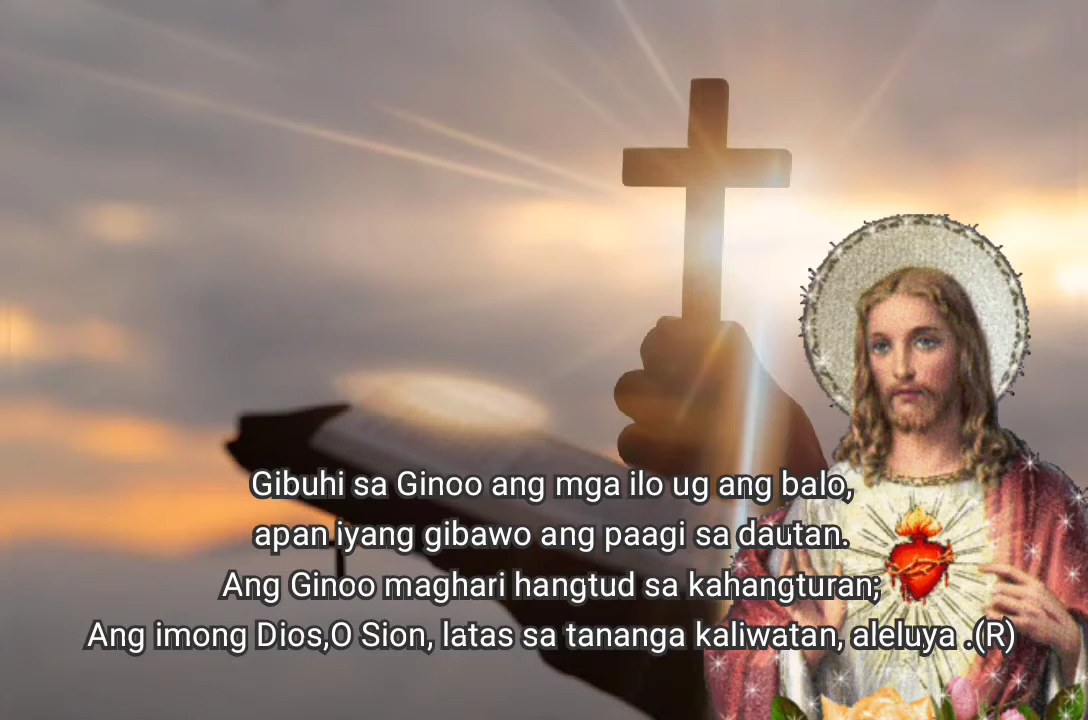 Gibuhi sa Ginoo ang mga ilo ug ang balo,
apan iyang gibawo ang paagi sa dautan.
Ang Ginoo maghari hangtud sa kahangturan;
Ang imong Dios,O Sion, latas sa tananga kaliwatan, aleluya .(R)